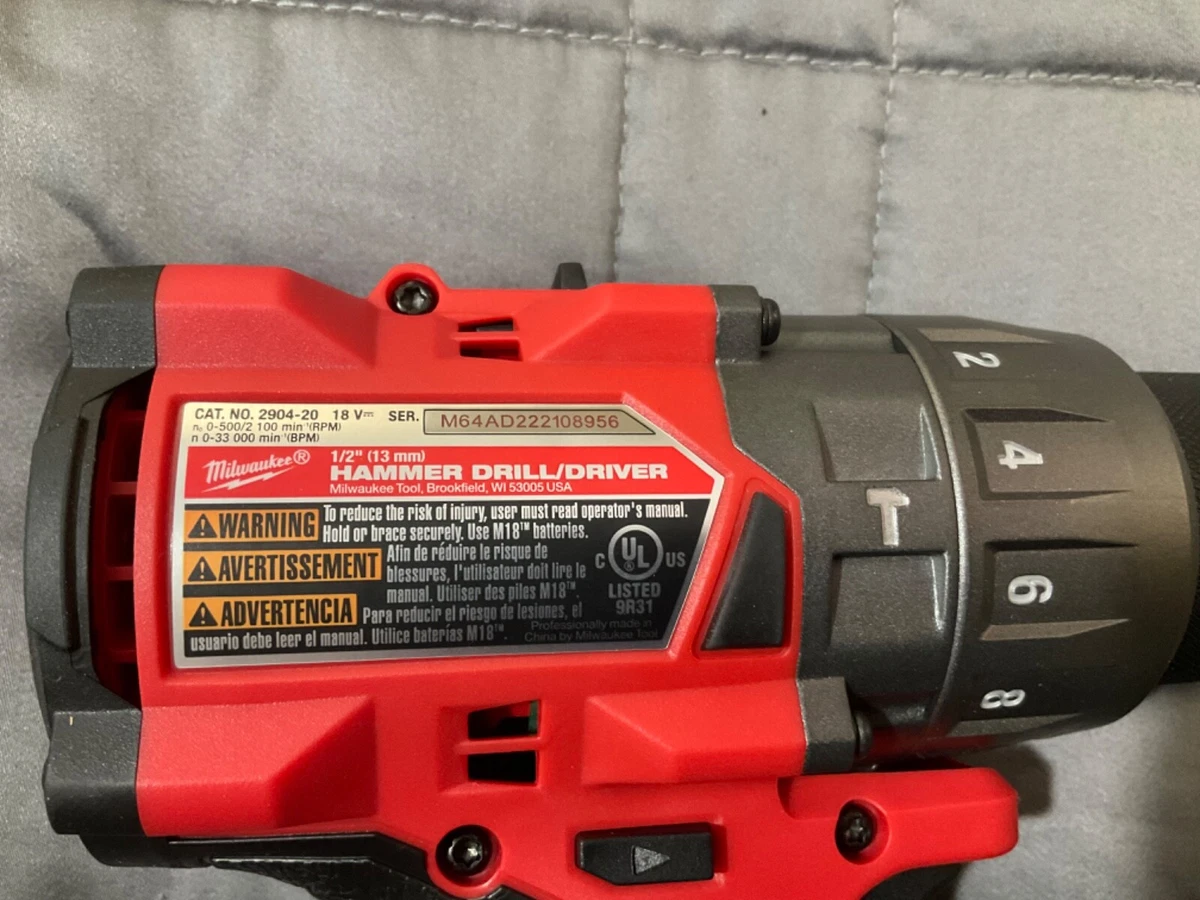 CAT. NO. 2904-20 18 V⎓ SER. M64AD222108956
n₀ 0-500/2 100 min⁻¹(RPM)
n 0-33 000 min⁻¹(BPM)
Milwaukee®
1/2" (13 mm)
HAMMER DRILL/DRIVER
Milwaukee Tool, Brookfield, WI 53005 USA
WARNING To reduce the risk of injury, user must read operator's manual.
Hold or brace securely. Use M18™ batteries.
AVERTISSEMENT Afin de réduire le risque de
blessures, l'utilisateur doit lire le
manual. Utiliser des piles M18™.
ADVERTENCIA Para reducir el riesgo de lesiones, el
usuario debe leer el manual. Utilice baterías M18™.
C UL US
LISTED
9R31
Professionally made in
China by Milwaukee Tool
2
4
6
8